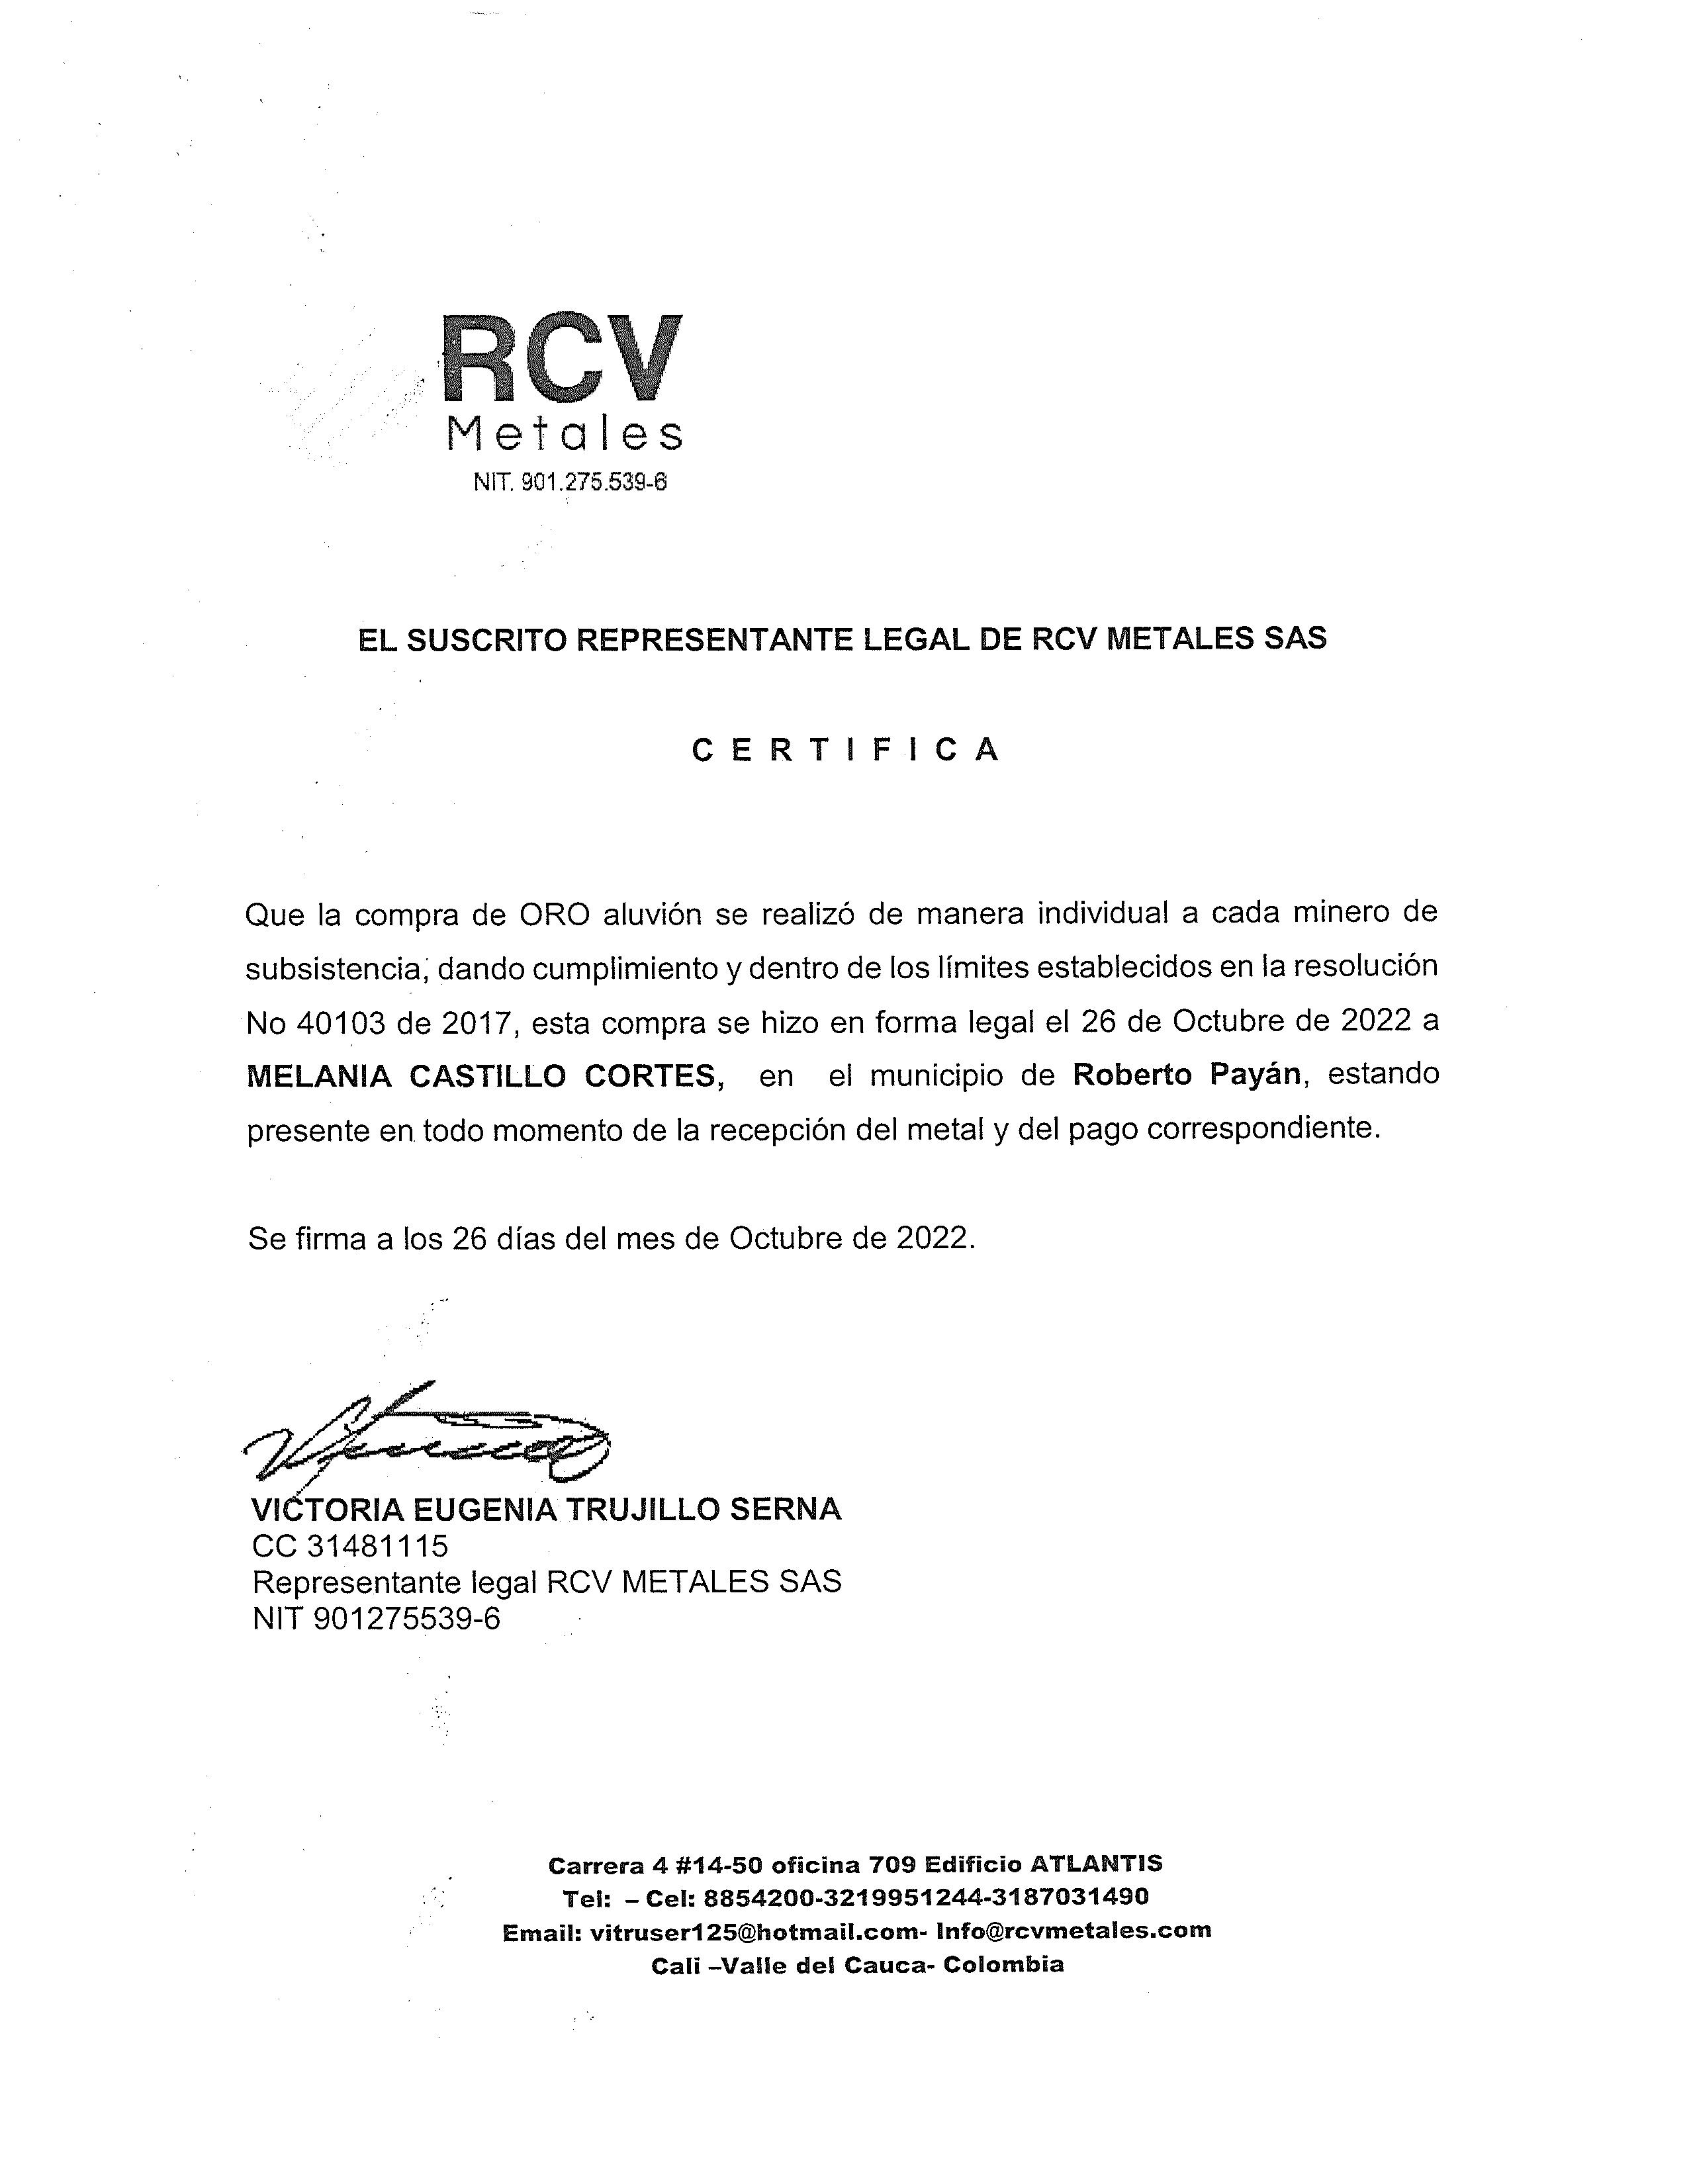 RCV
Metales
NIT. 901.275.539-6
EL SUSCRITO REPRESENTANTE LEGAL DE RCV METALES SAS
C E R T I F I C A
Que la compra de ORO aluvión se realizó de manera individual a cada minero de
subsistencia; dando cumplimiento y dentro de los límites establecidos en la resolución
No 40103 de 2017, esta compra se hizo en forma legal el 26 de Octubre de 2022 a
MELANIA CASTILLO CORTES, en el municipio de Roberto Payán, estando
presente en todo momento de la recepción del metal y del pago correspondiente.
Se firma a los 26 días del mes de Octubre de 2022.
VICTORIA EUGENIA TRUJILLO SERNA
CC 31481115
Representante legal RCV METALES SAS
NIT 901275539-6
Carrera 4 #14-50 oficina 709 Edificio ATLANTIS
Tel: – Cel: 8854200-3219951244-3187031490
Email: vitruser125@hotmail.com- Info@rcvmetales.com
Cali –Valle del Cauca- Colombia